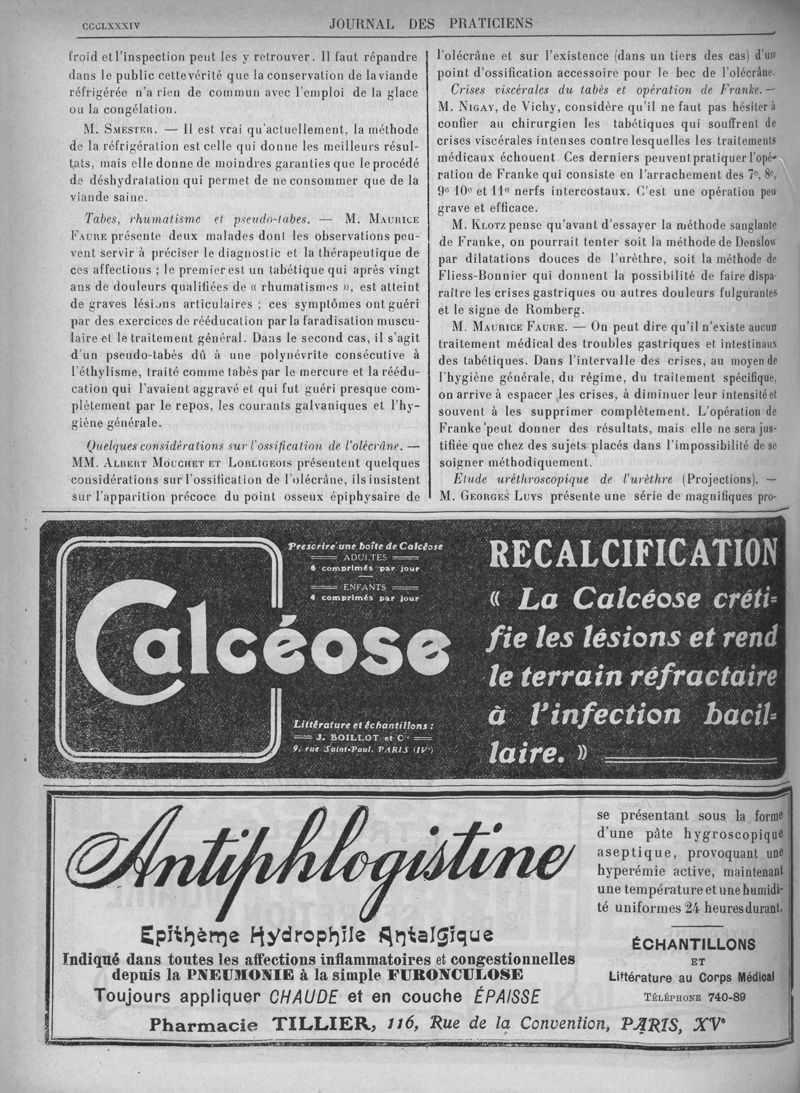 CCCLXXXIV
JOURNAL DES PRATICIENS
froid et l'inspection peut les y retrouver. Il faut répandre
dans le public cette vérité que la conservation de la viande
réfrigérée n'a rien de commun avec l'emploi de la glace
ou la congélation.
M. SMESTER. — Il est vrai qu'actuellement, la méthode
de la réfrigération est celle qui donne les meilleurs résul-
tats, mais elle donne de moindres garanties que le procédé
de déshydratation qui permet de ne consommer que de la
viande saine.
Tabes, rhumatisme et pseudo-tabes. — M. MAURICE
FAURE présente deux malades dont les observations peu-
vent servir à préciser le diagnostic et la thérapeutique de
ces affections ; le premier est un tabétique qui après vingt
ans de douleurs qualifiées de « rhumatismes », est atteint
de graves lésions articulaires ; ces symptômes ont guéri
par des exercices de rééducation par la faradisation muscu-
laire et le traitement général. Dans le second cas, il s'agit
d'un pseudo-tabès dû à une polynévrite consécutive à
l'éthylisme, traité comme tabès par le mercure et la réédu-
cation qui l'avaient aggravé et qui fut guéri presque com-
plètement par le repos, les courants galvaniques et l'hy-
giène générale.
Quelques considérations sur l'ossification de l'olécrâne. —
MM. ALBERT MOUCHET ET LOBLIGEOIS présentent quelques
considérations sur l'ossification de l'olécrâne, ils insistent
sur l'apparition précoce du point osseux épiphysaire de
l'olécrâne et sur l'existence (dans un tiers des cas) d'un
point d'ossification accessoire pour le bec de l'olécrâne.
Crises viscérales du tabès et opération de Franke. —
M. NIGAY, de Vichy, considère qu'il ne faut pas hésiter à
confier au chirurgien les tabétiques qui souffrent de
crises viscérales intenses contre lesquelles les traitements
médicaux échouent. Ces derniers peuvent pratiquer l'opé-
ration de Franke qui consiste en l'arrachement des 7e, 8e,
9e 10e et 11e nerfs intercostaux. C'est une opération peu
grave et efficace.
M. KLOTZ pense qu'avant d'essayer la méthode sanglante
de Franke, on pourrait tenter soit la méthode de Denslow
par dilatations douces de l'urèthre, soit la méthode de
Fliess-Bonnier qui donnent la possibilité de faire dispa-
raître les crises gastriques ou autres douleurs fulgurantes
et le signe de Romberg.
M. MAURICE FAURE. — On peut dire qu'il n'existe aucun
traitement médical des troubles gastriques et intestinaux
des tabétiques. Dans l'intervalle des crises, au moyen de
l'hygiène générale, du régime, du traitement spécifique,
on arrive à espacer les crises, à diminuer leur intensité et
souvent à les supprimer complètement. L'opération de
Franke peut donner des résultats, mais elle ne sera jus-
tifiée que chez des sujets placés dans l'impossibilité de se
soigner méthodiquement.
Etude uréthroscopique de l'urèthre (Projections). —
M. GEORGES LUYS présente une série de magnifiques pro-
Calcéose
Prescrire une boîte de Calcéose
ADULTES
6 comprimés par jour
ENFANTS
4 comprimés par jour
Littérature et échantillons :
J. BOILLOT et Cie
9, rue Saint-Paul. PARIS (IVe)
RECALCIFICATION
« La Calcéose créti=
fie les lésions et rend
le terrain réfractaire
à l'infection bacil=
laire. »
Antiphlogistine
Epithème Hydrophile Antalgique
Indiqué dans toutes les affections inflammatoires et congestionnelles
depuis la PNEUMONIE à la simple FURONCULOSE
Toujours appliquer CHAUDE et en couche ÉPAISSE
Pharmacie TILLIER, 116, Rue de la Convention, PARIS, XVe
se présentant sous la forme
d'une pâte hygroscopique
aseptique, provoquant une
hyperémie active, maintenant
une température et une humidi-
té uniformes 24 heures durant.
ÉCHANTILLONS
ET
Littérature au Corps Médical
TÉLÉPHONE 740-89